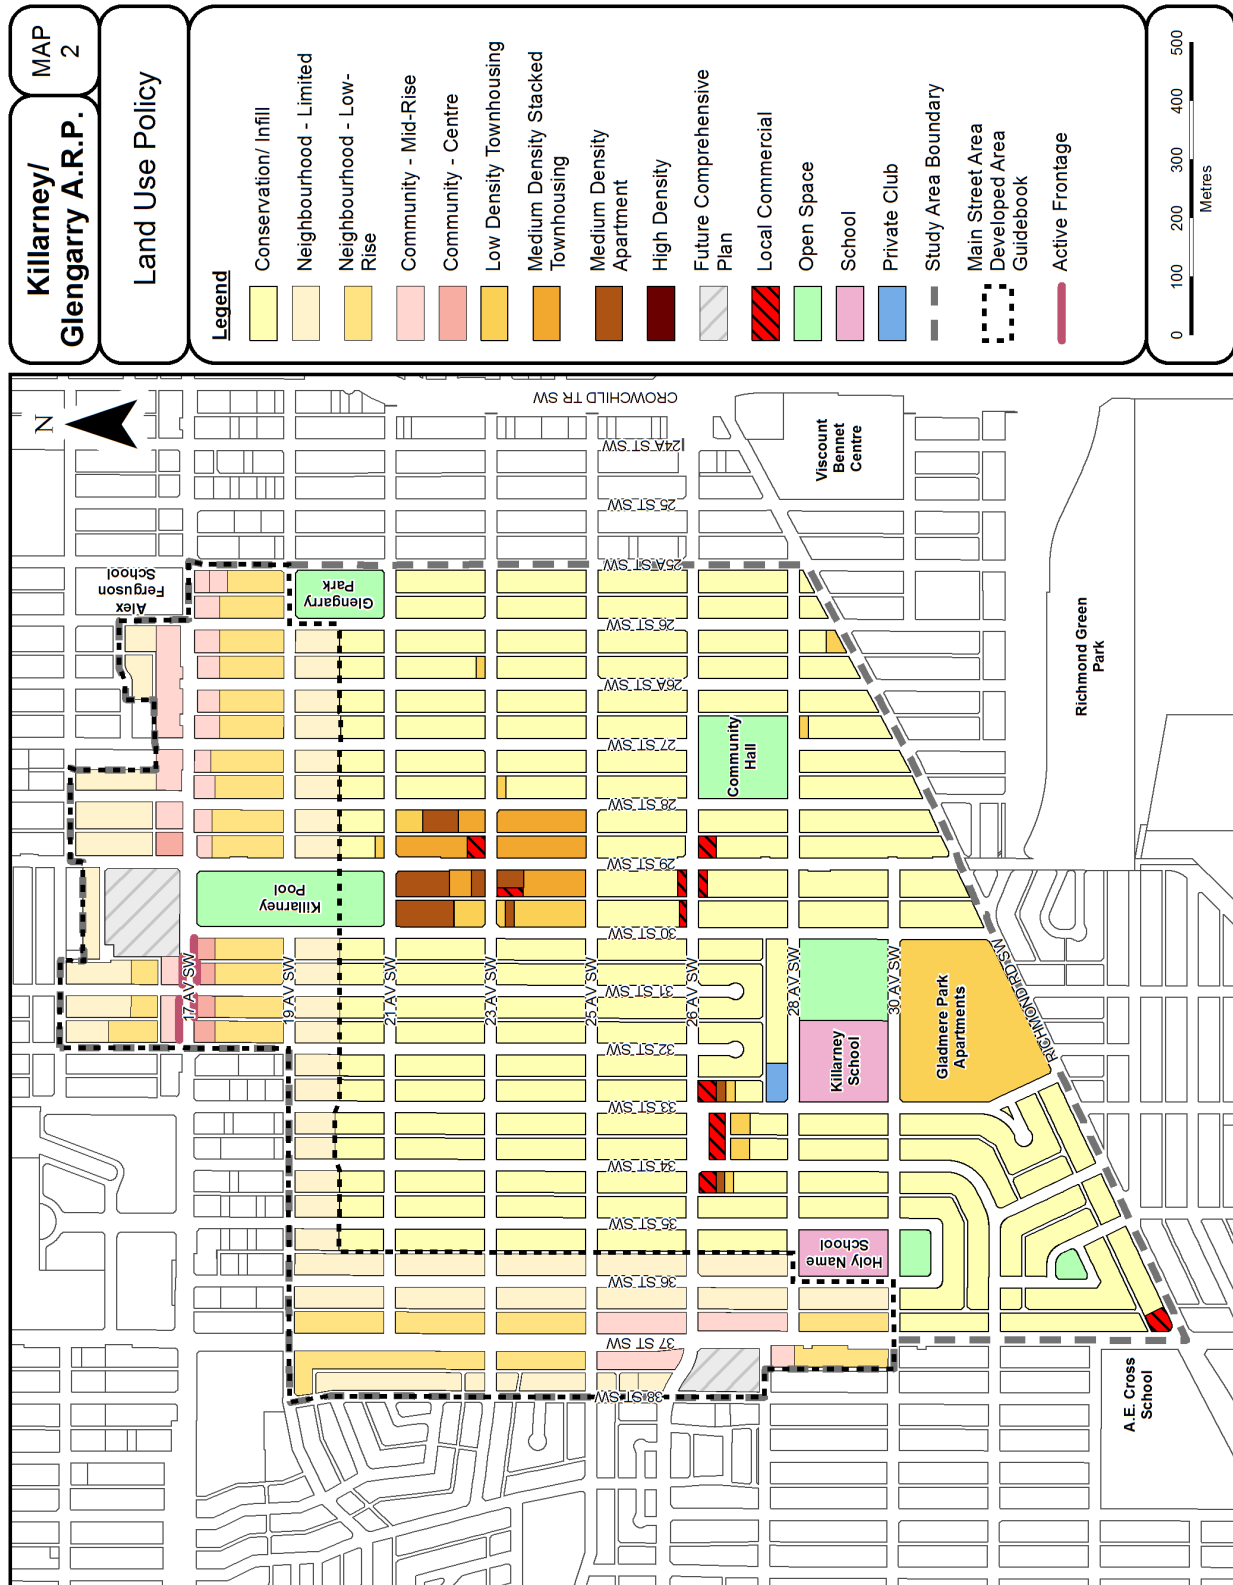 Killarney/
Glengarry A.R.P.
MAP
2
Land Use Policy
Legend
Conservation/ Infill
Neighbourhood - Limited
Neighbourhood - Low-
Rise
Community - Mid-Rise
Community - Centre
Low Density Townhousing
Medium Density Stacked
Townhousing
Medium Density
Apartment
High Density
Future Comprehensive
Plan
Local Commercial
Open Space
School
Private Club
Study Area Boundary
Main Street Area
Developed Area
Guidebook
Active Frontage
0
100
200
300
400
500
Metres
N
CROWCHILD TR SW
24A ST SW
25 ST SW
25A ST SW
26 ST SW
26A ST SW
27 ST SW
28 ST SW
29 ST SW
30 ST SW
31 ST SW
32 ST SW
33 ST SW
34 ST SW
35 ST SW
36 ST SW
37 ST SW
38 ST SW
17 AV SW
19 AV SW
21 AV SW
23 AV SW
25 AV SW
26 AV SW
28 AV SW
30 AV SW
RICHMOND RD SW
RICHMOND RD SW
Alex
Ferguson
School
Glengarry
Park
Killarney
Pool
Community
Hall
Viscount
Bennet
Centre
Richmond Green
Park
Killarney
School
Gladmere Park
Apartments
Holy Name
School
A.E. Cross
School